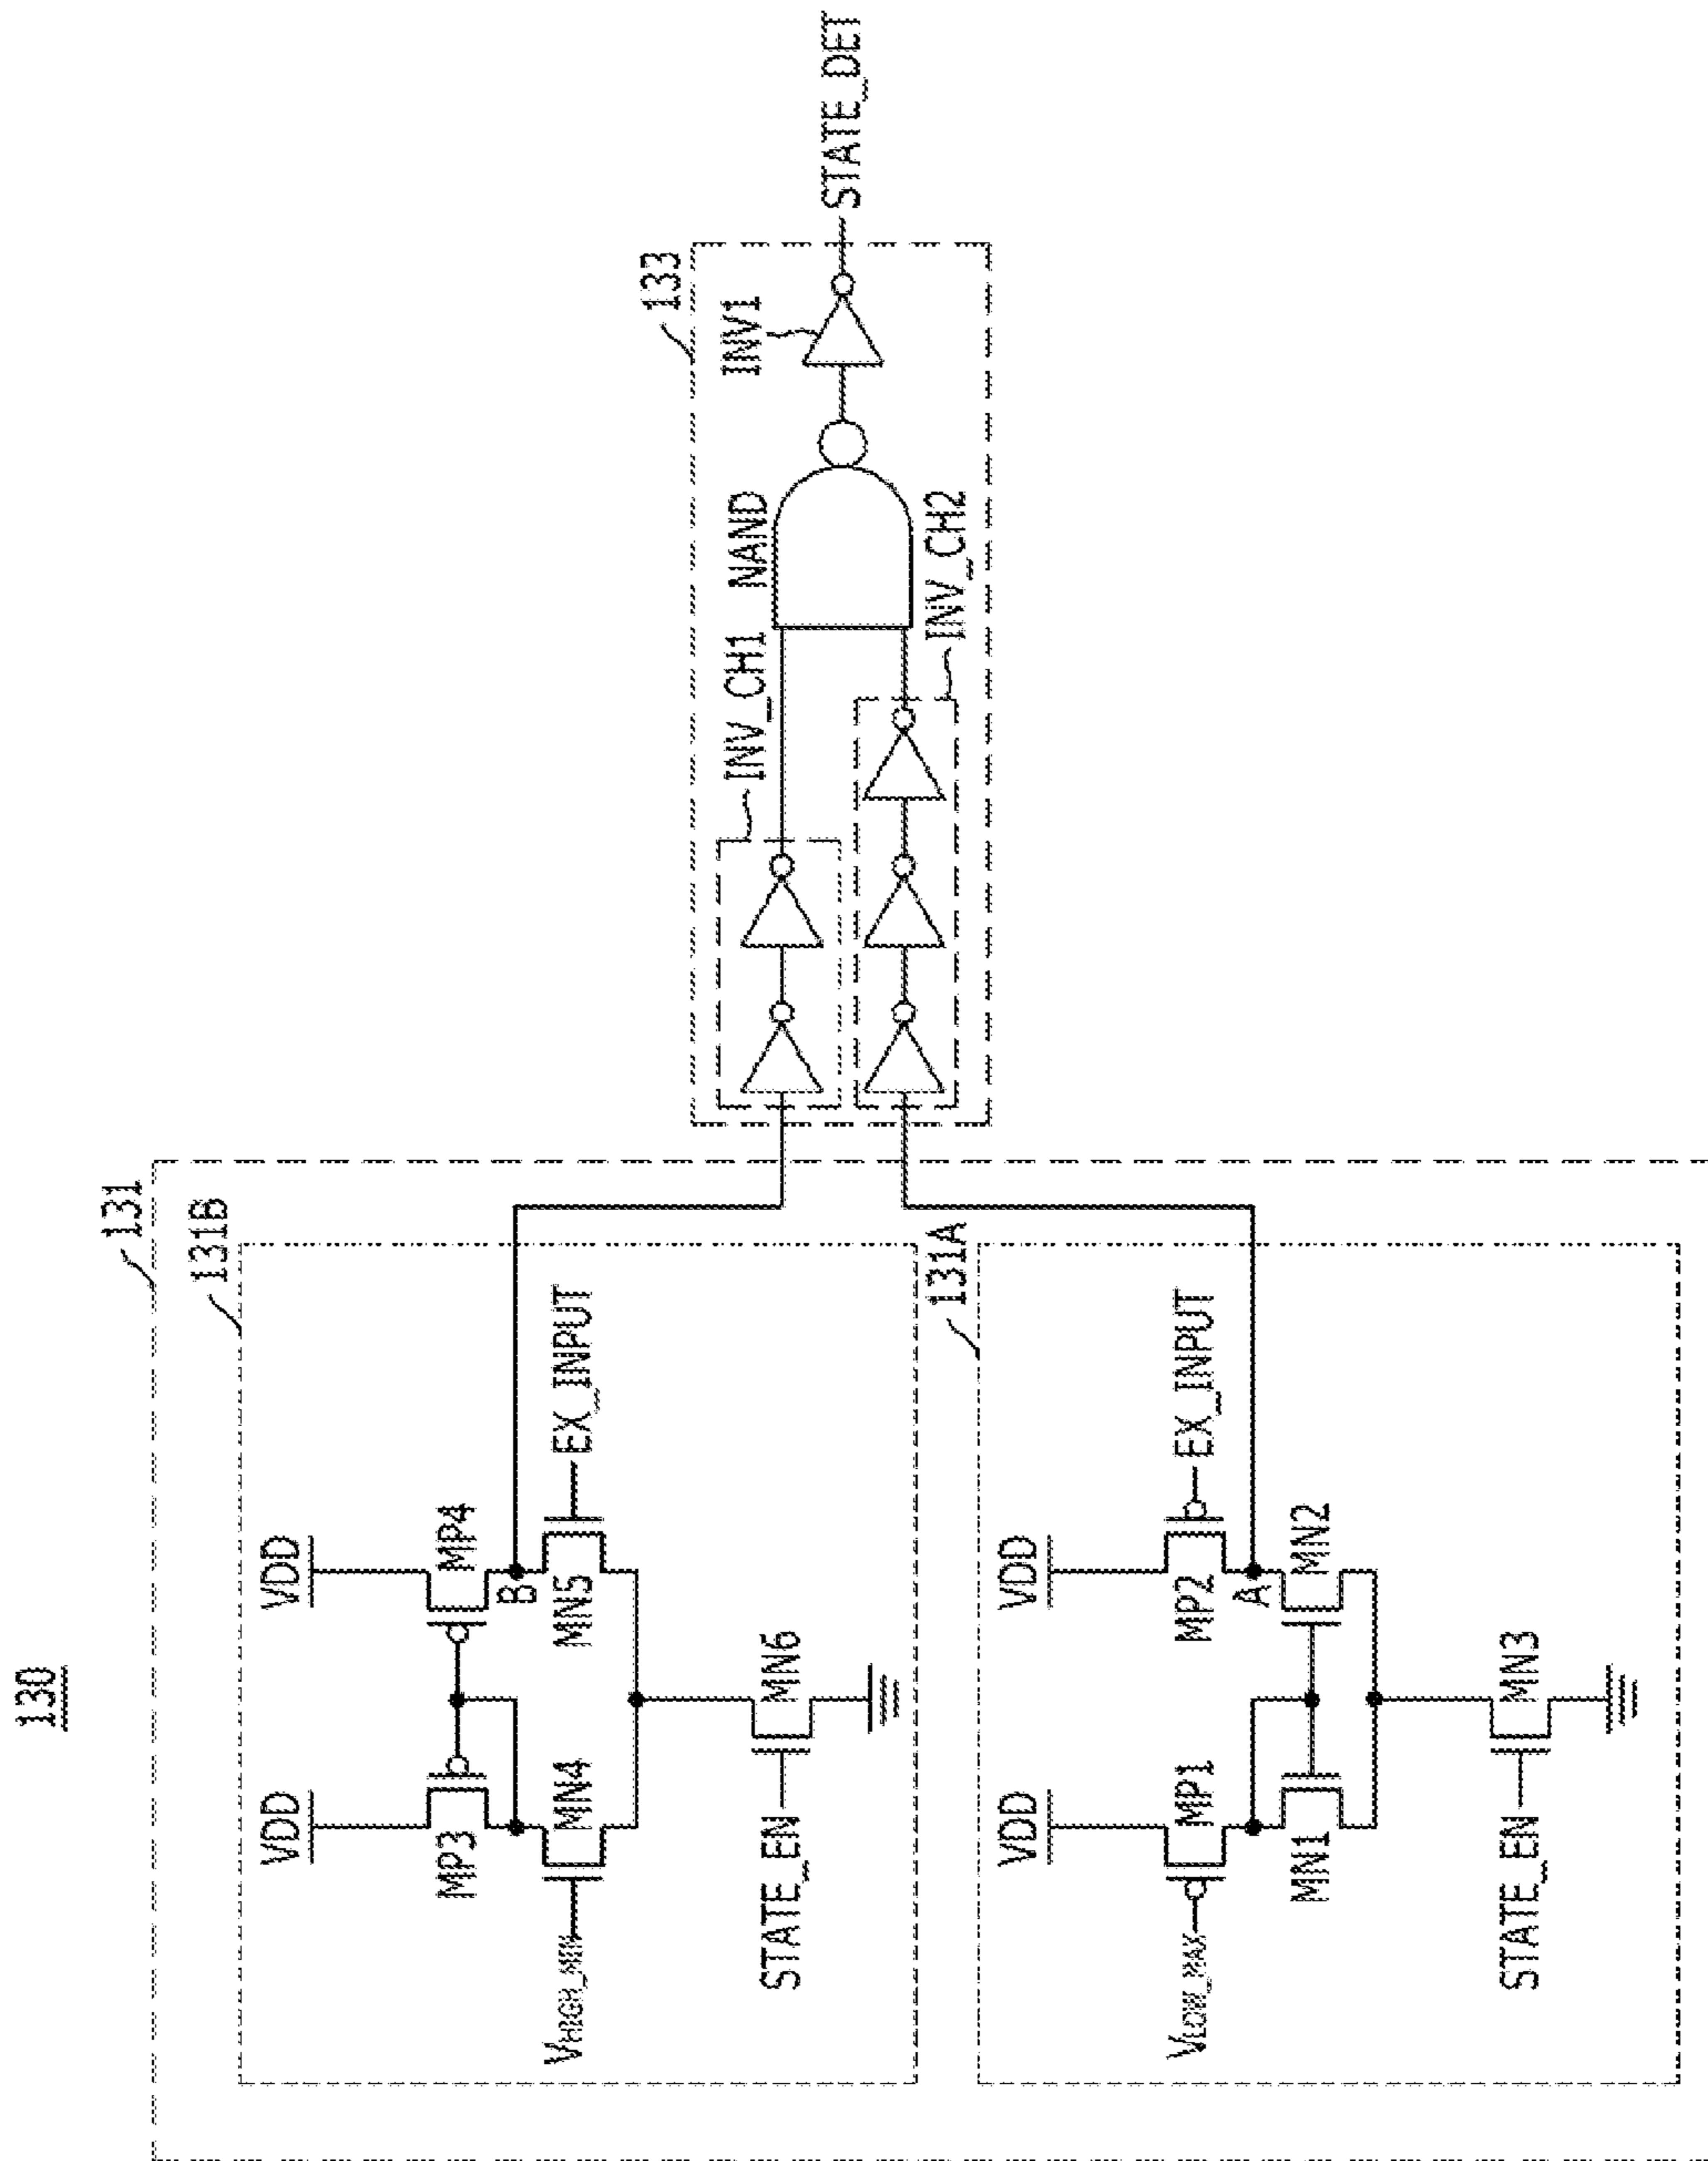 130
131
131B
VDD
VDD
MP3
MP4
B
MN4
MN5
VHIGH_MIN
EX_INPUT
STATE_EN
MN6
131A
VDD
VDD
VLOW_MAX
MP1
MP2
EX_INPUT
A
MN1
MN2
STATE_EN
MN3
133
INV_CH1
NAND
INV1
STATE_DET
INV_CH2